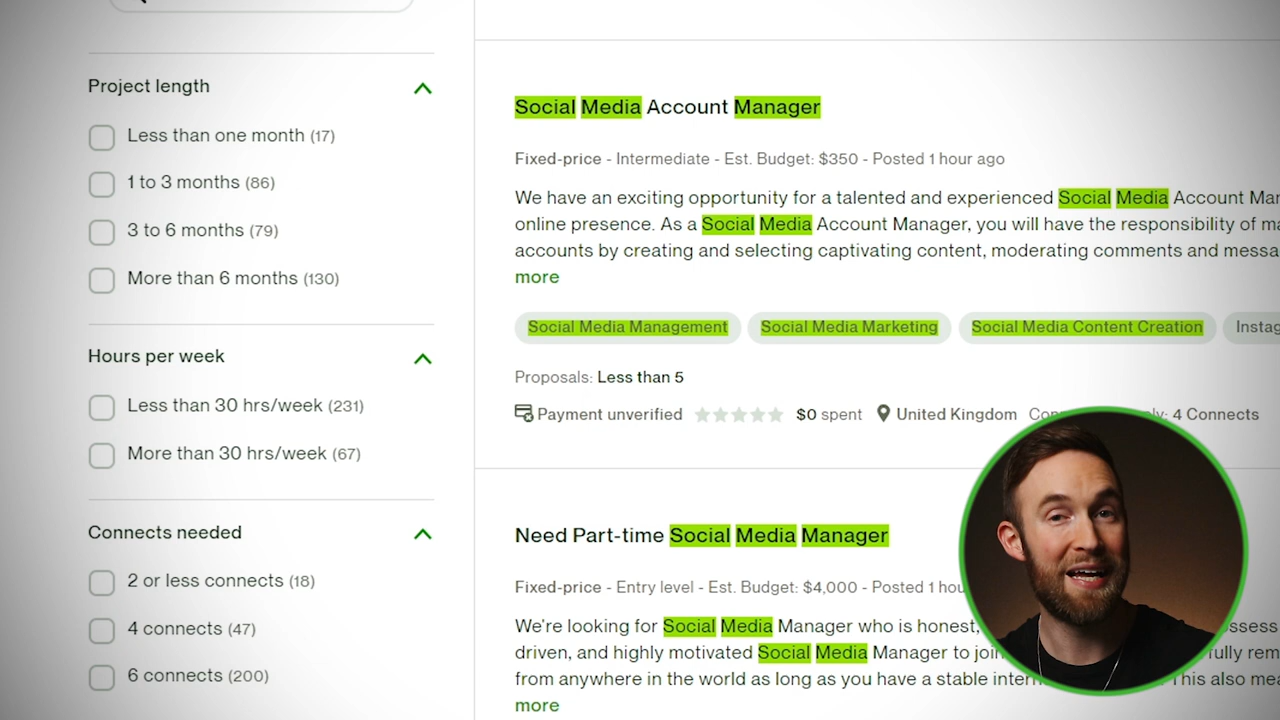 Project length
Less than one month (17)
1 to 3 months (86)
3 to 6 months (79)
More than 6 months (130)
Hours per week
Less than 30 hrs/week (231)
More than 30 hrs/week (67)
Connects needed
2 or less connects (18)
4 connects (47)
6 connects (200)
Social Media Account Manager
Fixed-price - Intermediate - Est. Budget: $350 - Posted 1 hour ago
We have an exciting opportunity for a talented and experienced Social Media Account
online presence. As a Social Media Account Manager, you will have the responsibility of
accounts by creating and selecting captivating content, moderating comments and
more
Social Media Management Social Media Marketing Social Media Content Creation
Proposals: Less than 5
Payment unverified $0 spent United Kingdom 4 Connects
Need Part-time Social Media Manager
Fixed-price - Entry level - Est. Budget: $4,000 - Posted 1
We're looking for Social Media Manager who is honest,
driven, and highly motivated Social Media Manager to
from anywhere in the world as long as you have a stable This also
more